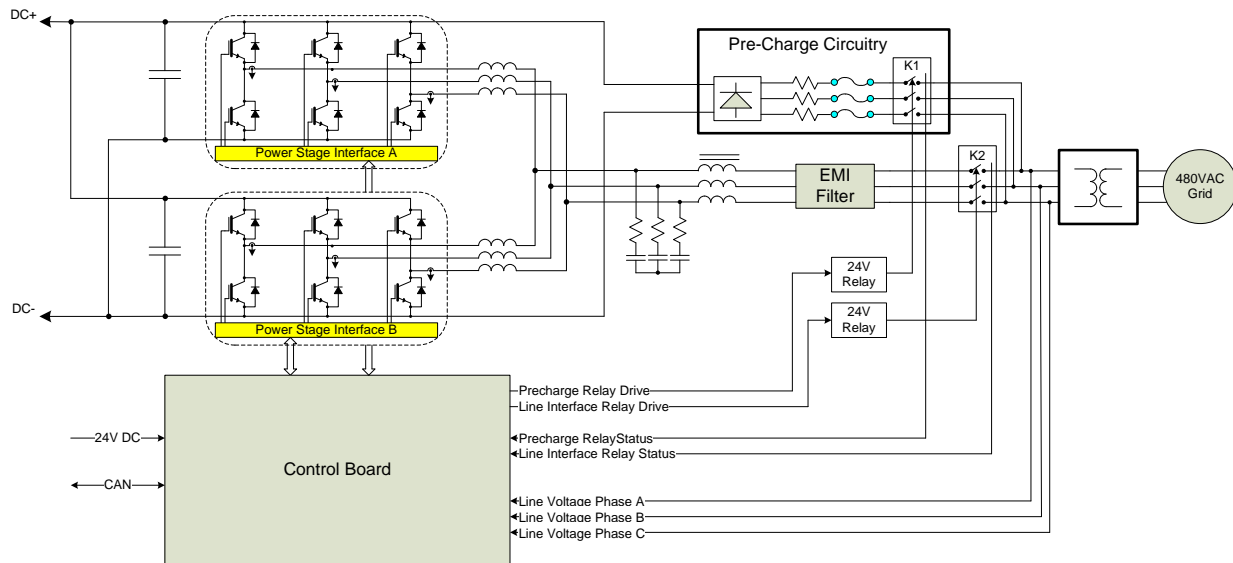 DC+
Pre-Charge Circuitry
K1
Power Stage Interface A
K2
EMI
Filter
480VAC
Grid
24V
Relay
DC-
24V
Relay
Power Stage Interface B
Precharge Relay Drive
Line Interface Relay Drive
24V DC
Precharge RelayStatus
Line Interface Relay Status
Control Board
CAN
Line Voltage Phase A
Line Voltage Phase B
Line Voltage Phase C